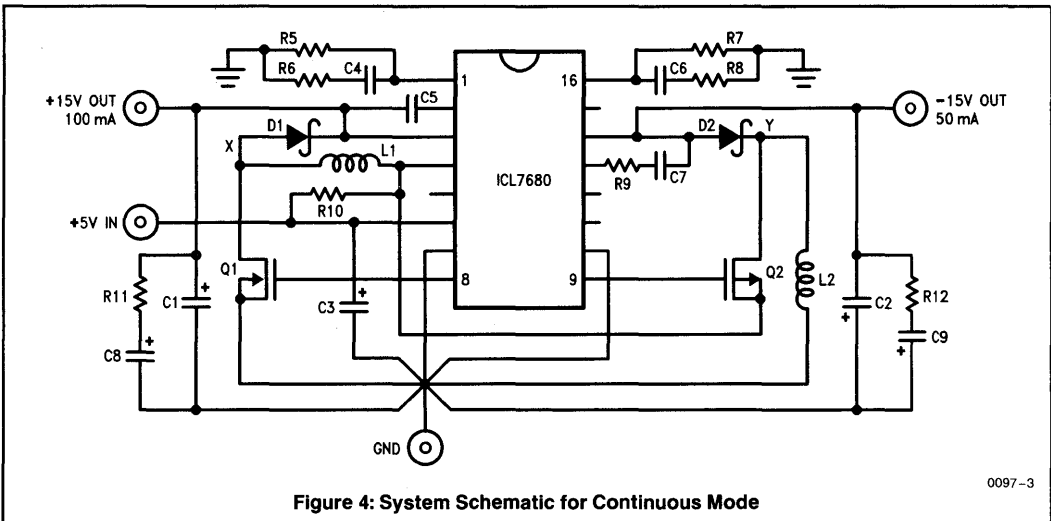 R5
R6
C4
+15V OUT
100 mA
C5
D1
X
L1
R10
+5V IN
Q1
R11
C1
+
C8
+
C3
+
1
16
ICL7680
8
9
R7
C6
R8
-15V OUT
50 mA
D2
Y
R9
C7
Q2
L2
C2
+
R12
C9
+
GND
0097-3
Figure 4: System Schematic for Continuous Mode